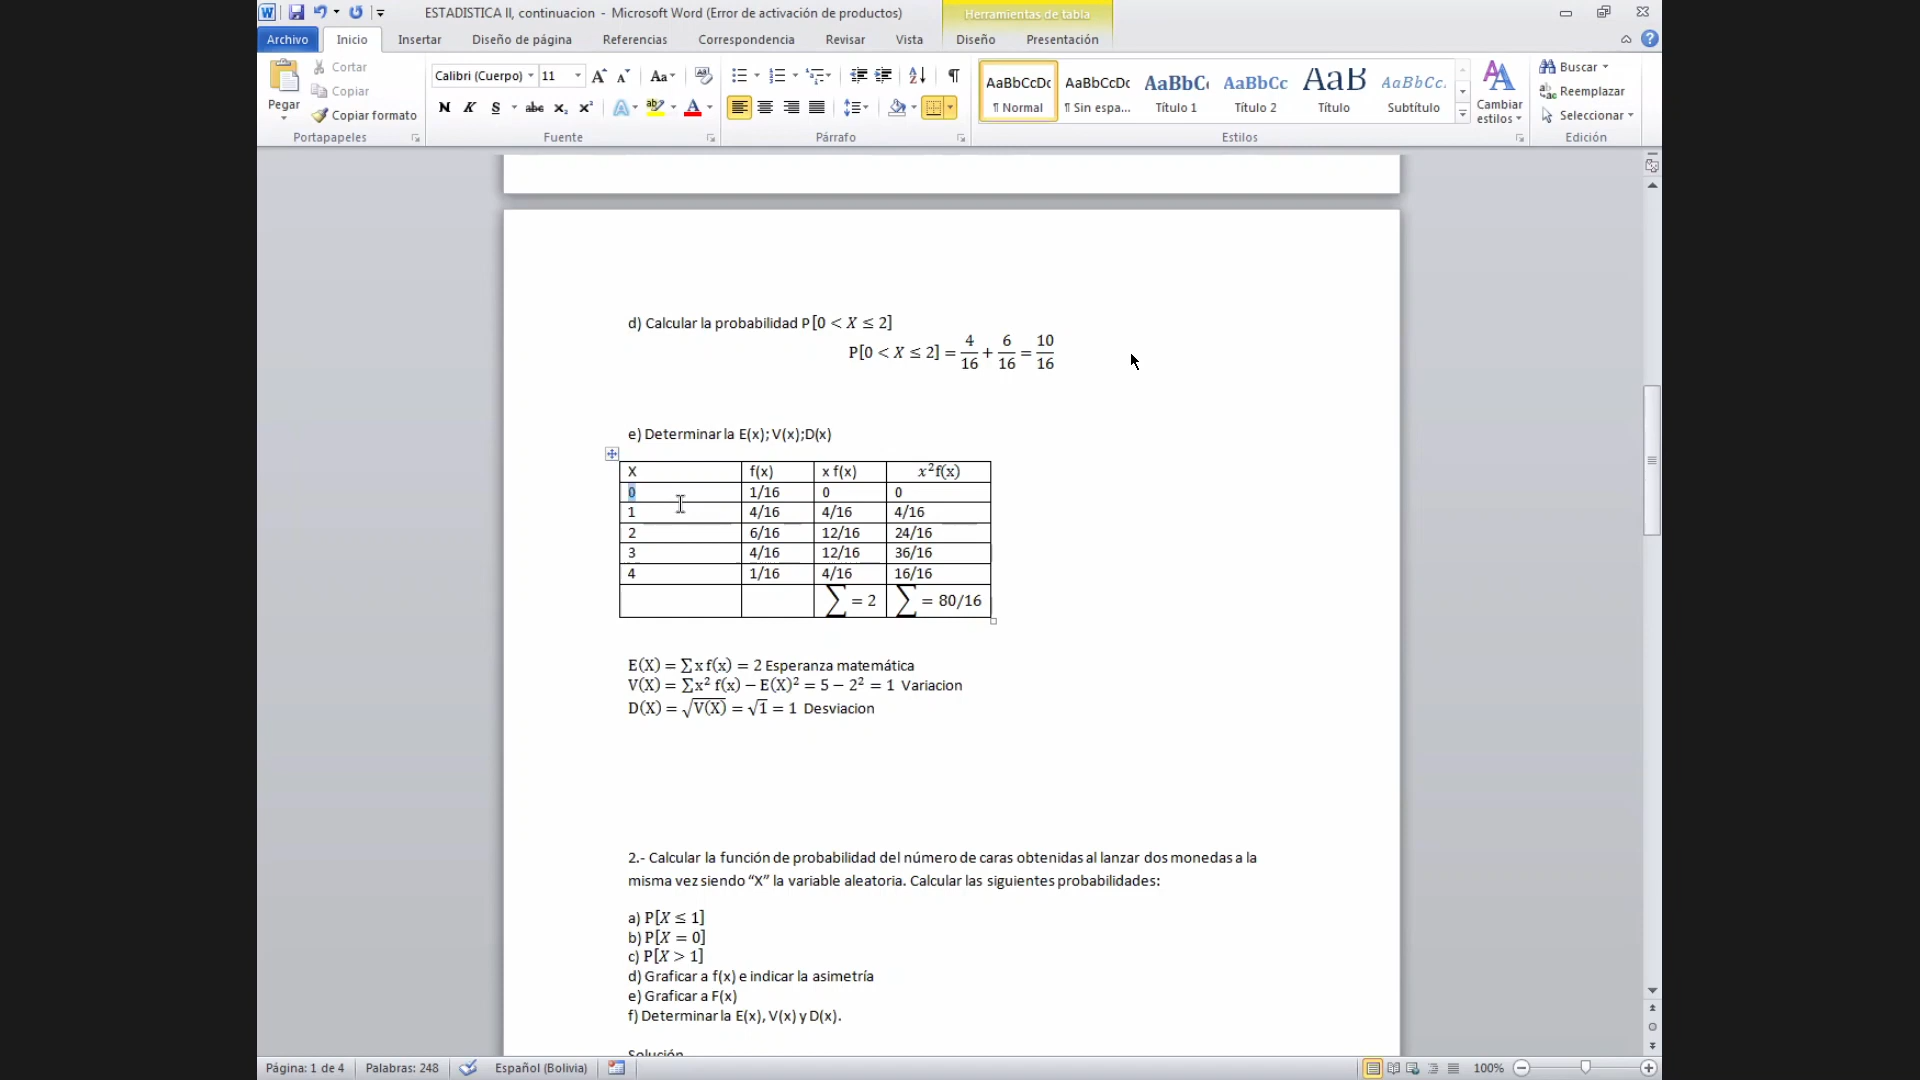 ESTADISTICA II, continuacion - Microsoft Word (Error de activación de productos)
Herramientas de tabla
Archivo Inicio Insertar Diseño de página Referencias Correspondencia Revisar Vista Diseño Presentación
Pegar
Cortar
Copiar
Copiar formato
Portapapeles
Calibri (Cuerpo) 11
Fuente
Párrafo
AaBbCcDc AaBbCcDc AaBbC AaBbCc AaB AaBbCc.
¶ Normal ¶ Sin espa... Título 1 Título 2 Título Subtítulo
Cambiar estilos
Estilos
Buscar
Reemplazar
Seleccionar
Edición
d) Calcular la probabilidad P[0 < X ≤ 2]
P[0 < X ≤ 2] = 4/16 + 6/16 = 10/16
e) Determinar la E(x); V(x);D(x)
X f(x) x f(x) x²f(x)
0 1/16 0 0
1 4/16 4/16 4/16
2 6/16 12/16 24/16
3 4/16 12/16 36/16
4 1/16 4/16 16/16
∑ = 2 ∑ = 80/16
E(X) = ∑x f(x) = 2 Esperanza matemática
V(X) = ∑x² f(x) − E(X)² = 5 − 2² = 1 Variacion
D(X) = √V(X) = √1 = 1 Desviacion
2.- Calcular la función de probabilidad del número de caras obtenidas al lanzar dos monedas a la
misma vez siendo “X” la variable aleatoria. Calcular las siguientes probabilidades:
a) P[X ≤ 1]
b) P[X = 0]
c) P[X > 1]
d) Graficar a f(x) e indicar la asimetría
e) Graficar a F(x)
f) Determinar la E(x), V(x) y D(x).
Solución
Página: 1 de 4 Palabras: 248 Español (Bolivia) 100%